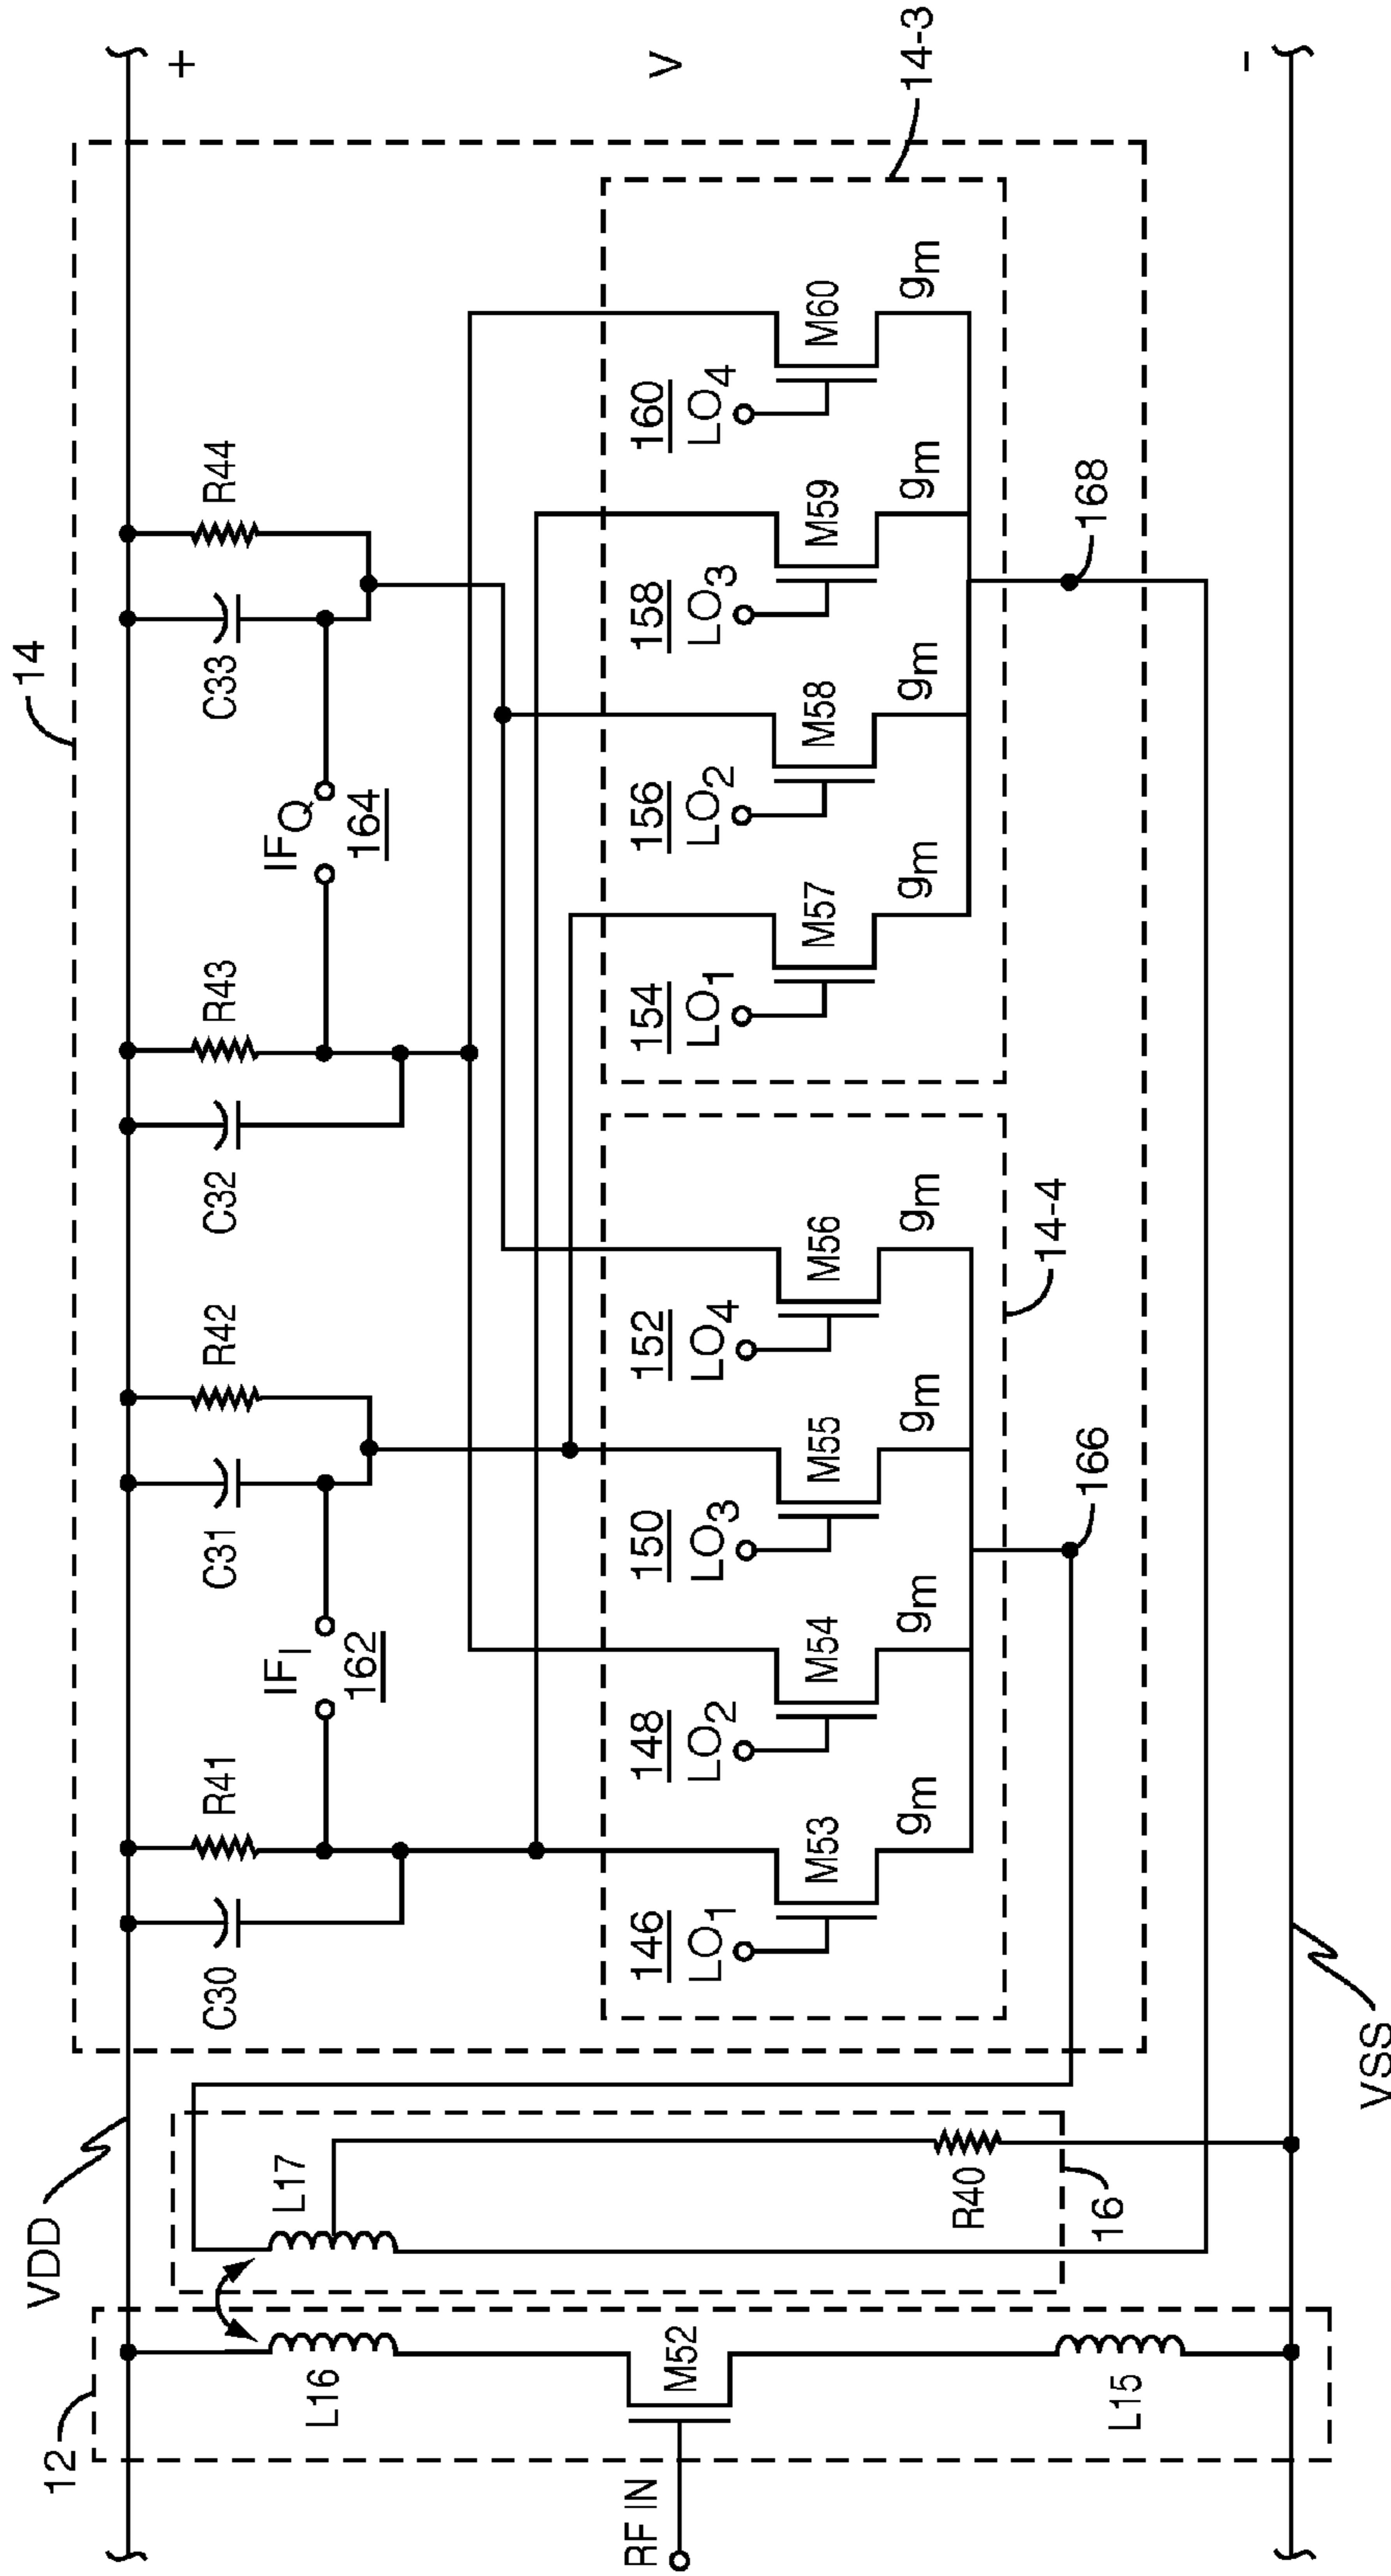 14
VDD
VSS
+
V
-
12
L16
M52
L15
RF IN
16
L17
R40
C30
R41
IF I
162
C31
R42
C32
R43
IF Q
164
C33
R44
146
LO1
M53
gm
148
LO2
M54
gm
150
LO3
M55
gm
152
LO4
M56
gm
14-4
166
154
LO1
M57
gm
156
LO2
M58
gm
158
LO3
M59
gm
160
LO4
M60
gm
14-3
168